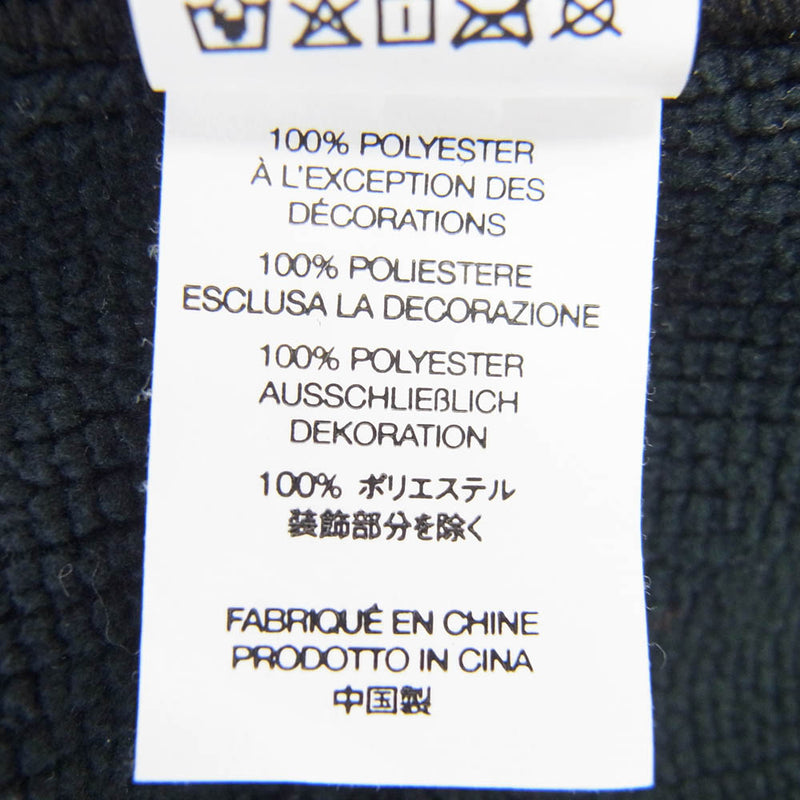 100% POLYESTER
À L'EXCEPTION DES
DÉCORATIONS
100% POLIESTERE
ESCLUSA LA DECORAZIONE
100% POLYESTER
AUSSCHLIEßLICH
DEKORATION
100% ポリエステル
装飾部分を除く
FABRIQUÉ EN CHINE
PRODOTTO IN CINA
中国製